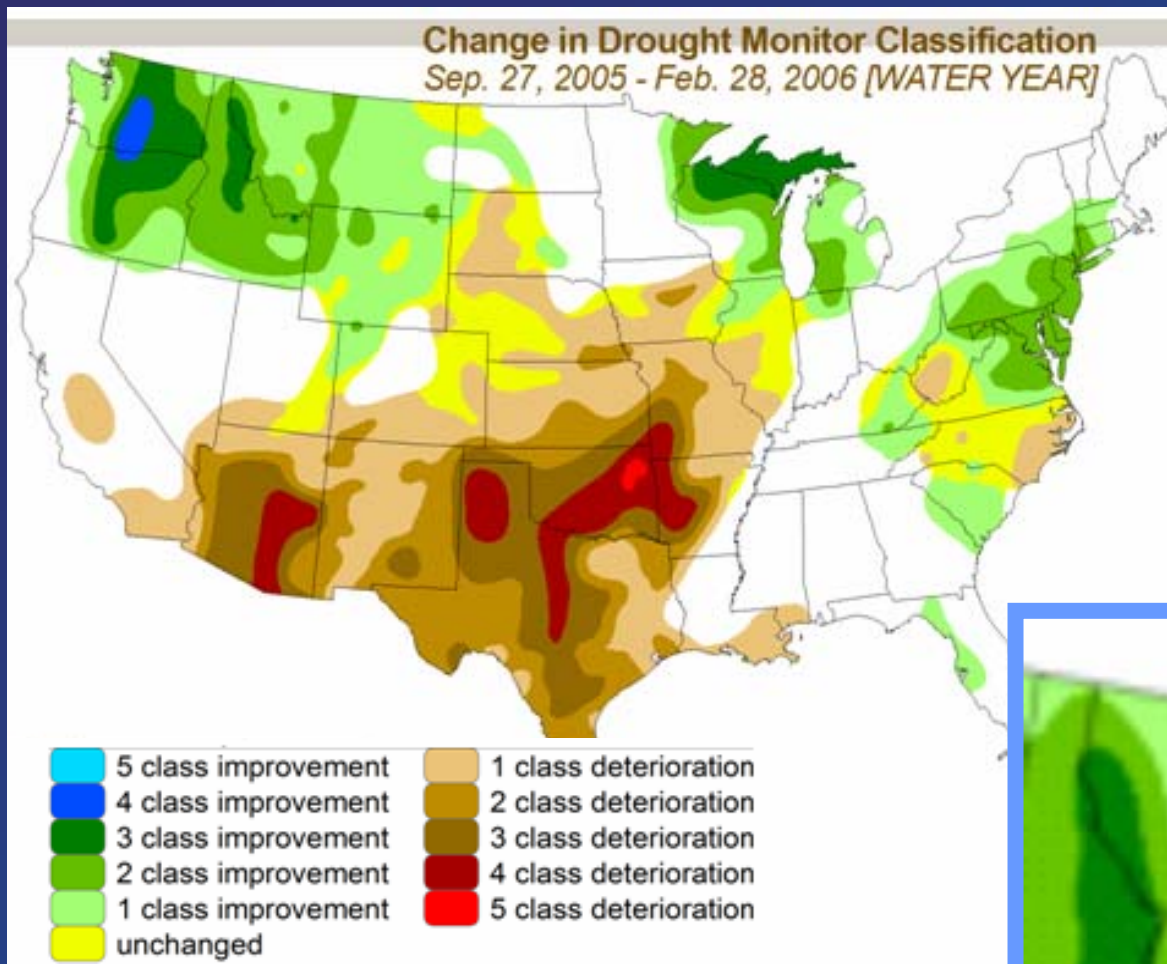 Change in Drought Monitor Classification
Sep. 27, 2005 - Feb. 28, 2006 [WATER YEAR]
5 class improvement
4 class improvement
3 class improvement
2 class improvement
1 class improvement
unchanged
1 class deterioration
2 class deterioration
3 class deterioration
4 class deterioration
5 class deterioration